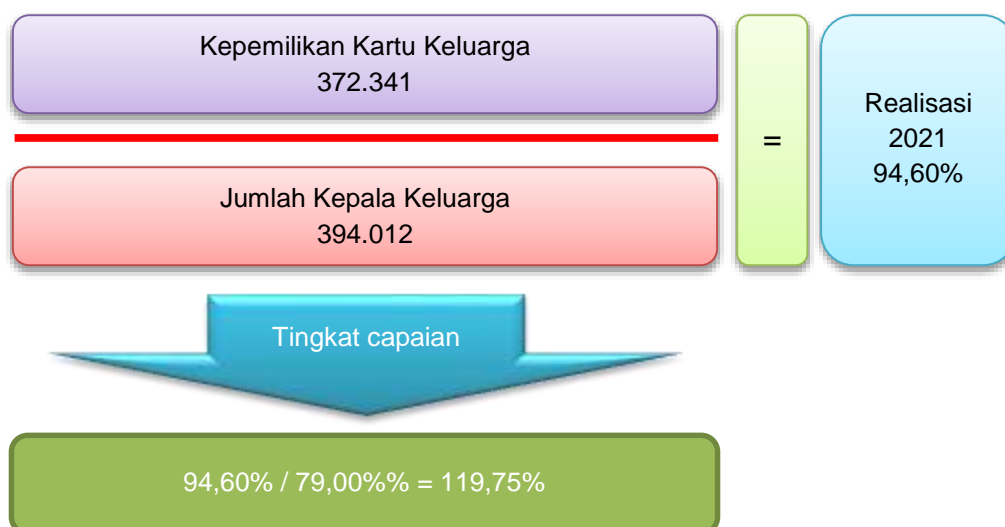 Kepemilikan Kartu Keluarga
372.341
Jumlah Kepala Keluarga
394.012
=
Realisasi
2021
94,60%
Tingkat capaian
94,60% / 79,00%% = 119,75%